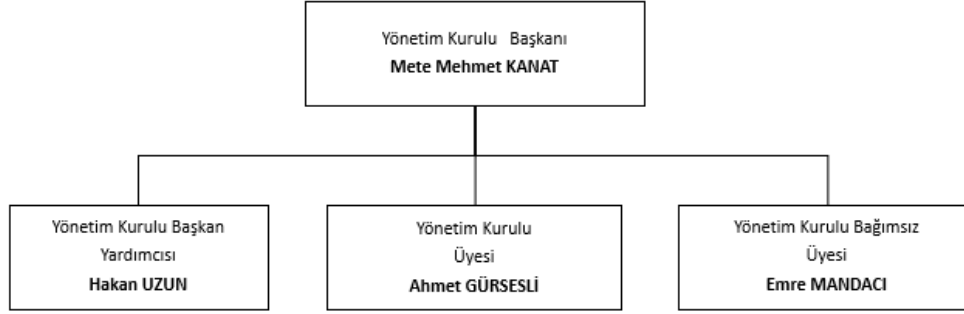 Yönetim Kurulu Başkanı
Mete Mehmet KANAT
Yönetim Kurulu Başkan
Yardımcısı
Hakan UZUN
Yönetim Kurulu
Üyesi
Ahmet GÜRSESLİ
Yönetim Kurulu Bağımsız
Üyesi
Emre MANDACI